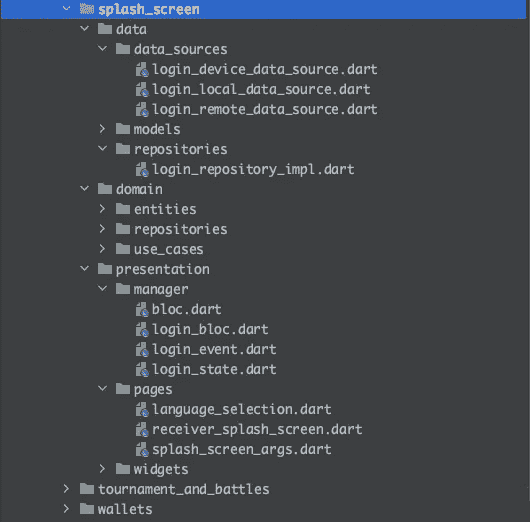 splash_screen
data
data_sources
login_device_data_source.dart
login_local_data_source.dart
login_remote_data_source.dart
models
repositories
login_repository_impl.dart
domain
entities
repositories
use_cases
presentation
manager
bloc.dart
login_bloc.dart
login_event.dart
login_state.dart
pages
language_selection.dart
receiver_splash_screen.dart
splash_screen_args.dart
widgets
tournament_and_battles
wallets